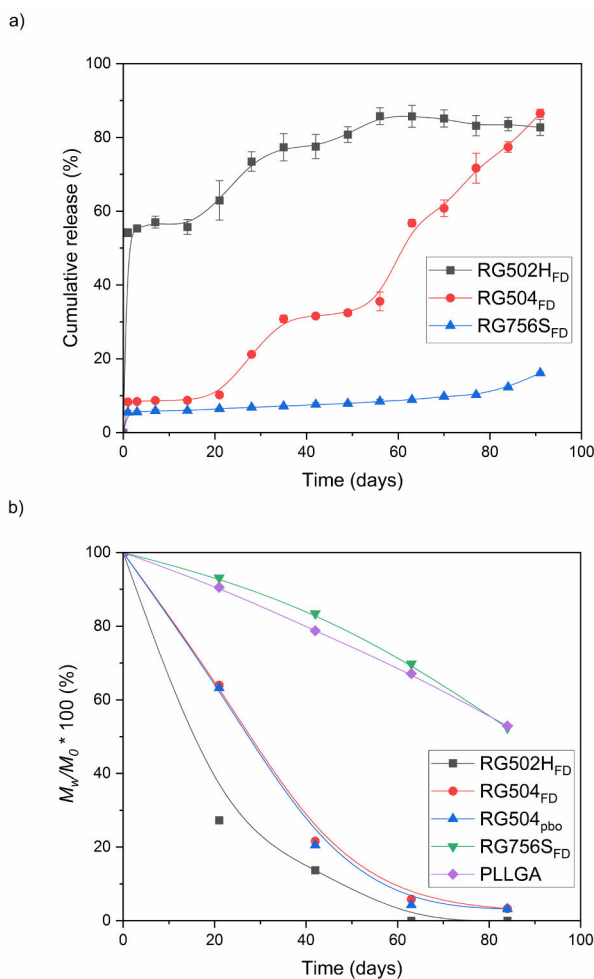 a)
100
80
60
40
20
0
Cumulative release (%)
RG502H_FD
RG504_FD
RG756S_FD
0 20 40 60 80 100
Time (days)
b)
100
80
60
40
20
0
M_w/M_0 * 100 (%)
RG502H_FD
RG504_FD
RG504_pbo
RG756S_FD
PLLGA
0 20 40 60 80 100
Time (days)